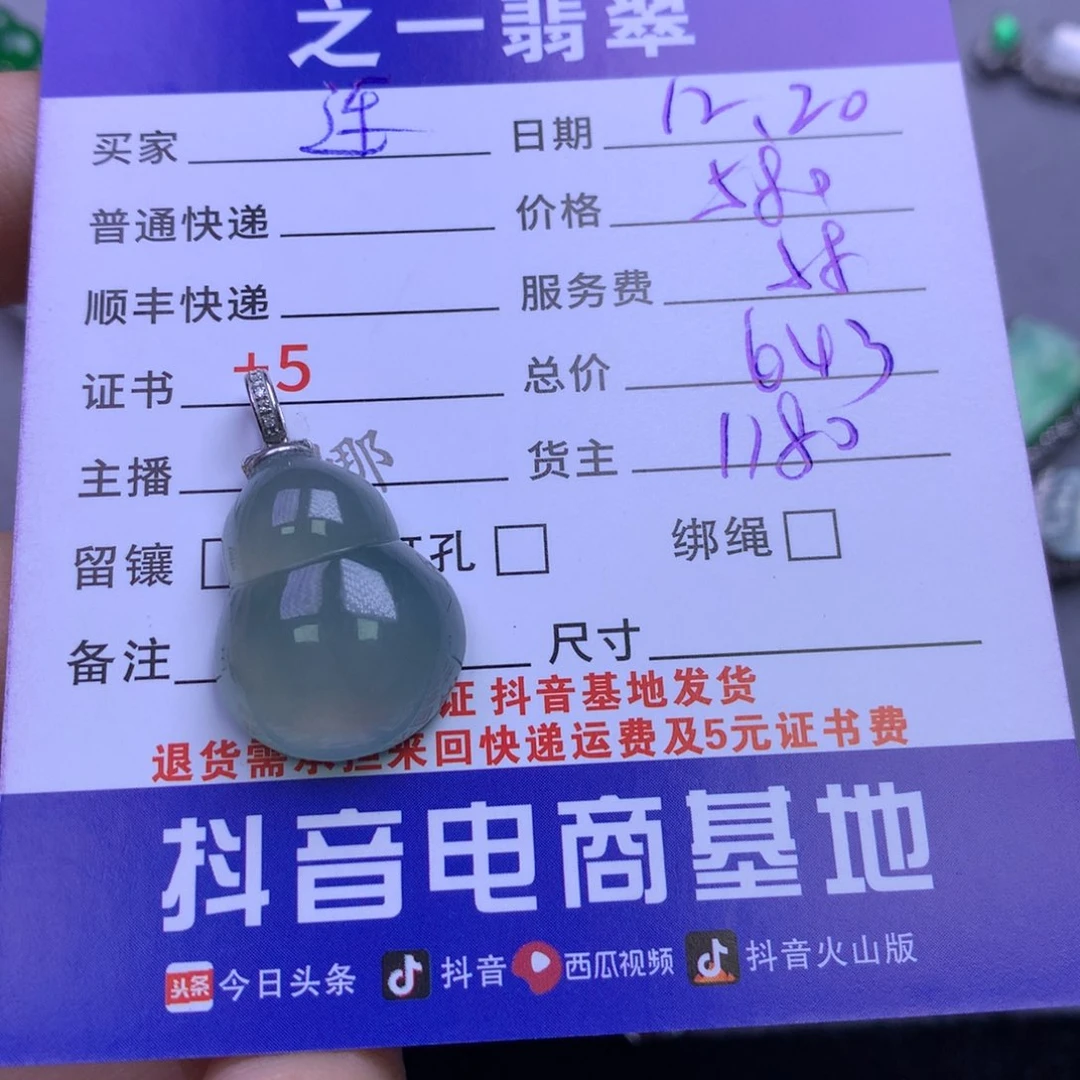 之一翡翠
买家 连 日期 12、20
普通快递 价格 580
顺丰快递 服务费 58
证书 +5 总价 643
主播 娜 货主 1180
留镶 孔 绑绳
备注 尺寸
证 抖音基地发货
退货需承担来回快递运费及5元证书费
抖音电商基地
头条 今日头条 抖音 西瓜视频 抖音火山版